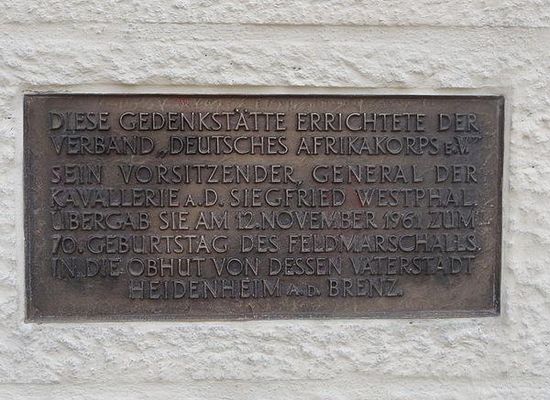 DIESE GEDENKSTÄTTE ERRICHTETE DER
VERBAND „DEUTSCHES AFRIKAKORPS E.V."
SEIN VORSITZENDER, GENERAL DER
KAVALLERIE A.D. SIEGFRIED WESTPHAL.
ÜBERGAB SIE AM 12. NOVEMBER 1961 ZUM
70. GEBURTSTAG DES FELDMARSCHALLS.
IN DIE OBHUT VON DESSEN VATERSTADT
HEIDENHEIM A.D. BRENZ.